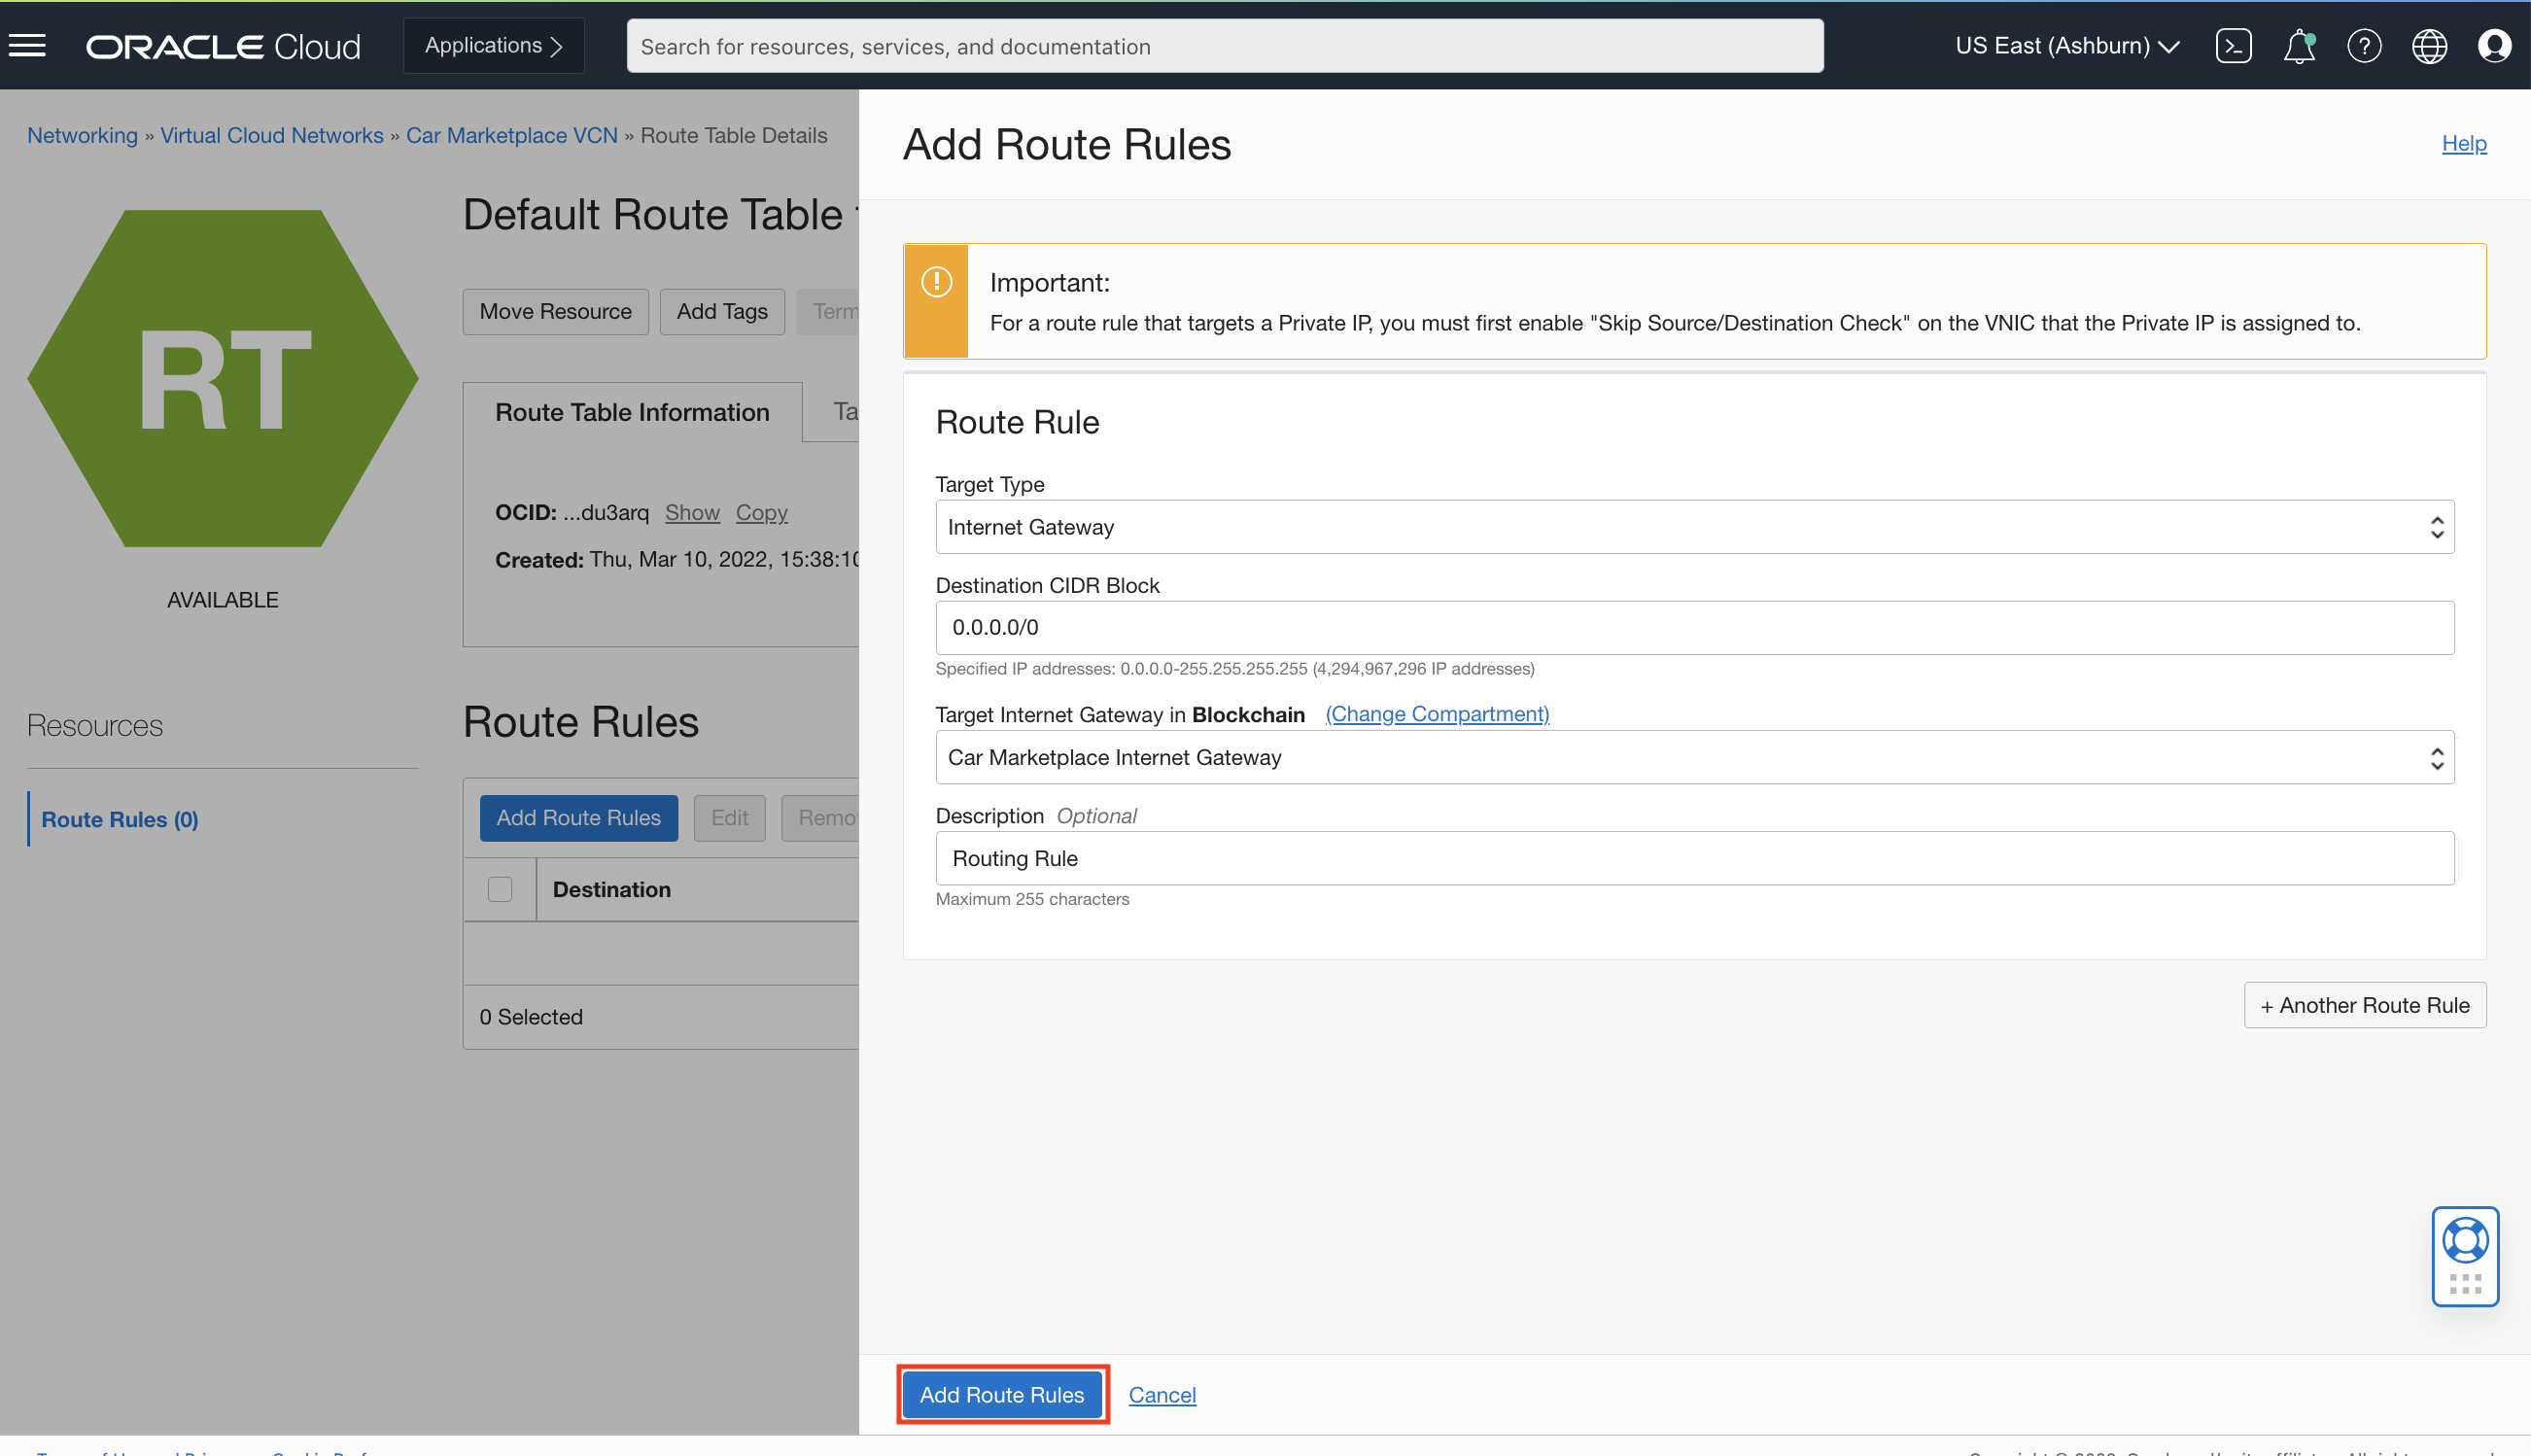 ORACLE Cloud
Applications
Search for resources, services, and documentation
US East (Ashburn)
Networking » Virtual Cloud Networks » Car Marketplace VCN » Route Table Details
RT
AVAILABLE
Default Route Table
Move Resource
Add Tags
Route Table Information
OCID: ...du3arq Show Copy
Created: Thu, Mar 10, 2022, 15:38:10
Resources
Route Rules (0)
Route Rules
Add Route Rules
Edit
Destination
0 Selected
Add Route Rules
Help
Important:
For a route rule that targets a Private IP, you must first enable "Skip Source/Destination Check" on the VNIC that the Private IP is assigned to.
Route Rule
Target Type
Internet Gateway
Destination CIDR Block
0.0.0.0/0
Specified IP addresses: 0.0.0.0-255.255.255.255 (4,294,967,296 IP addresses)
Target Internet Gateway in Blockchain (Change Compartment)
Car Marketplace Internet Gateway
Description Optional
Routing Rule
Maximum 255 characters
+ Another Route Rule
Add Route Rules
Cancel